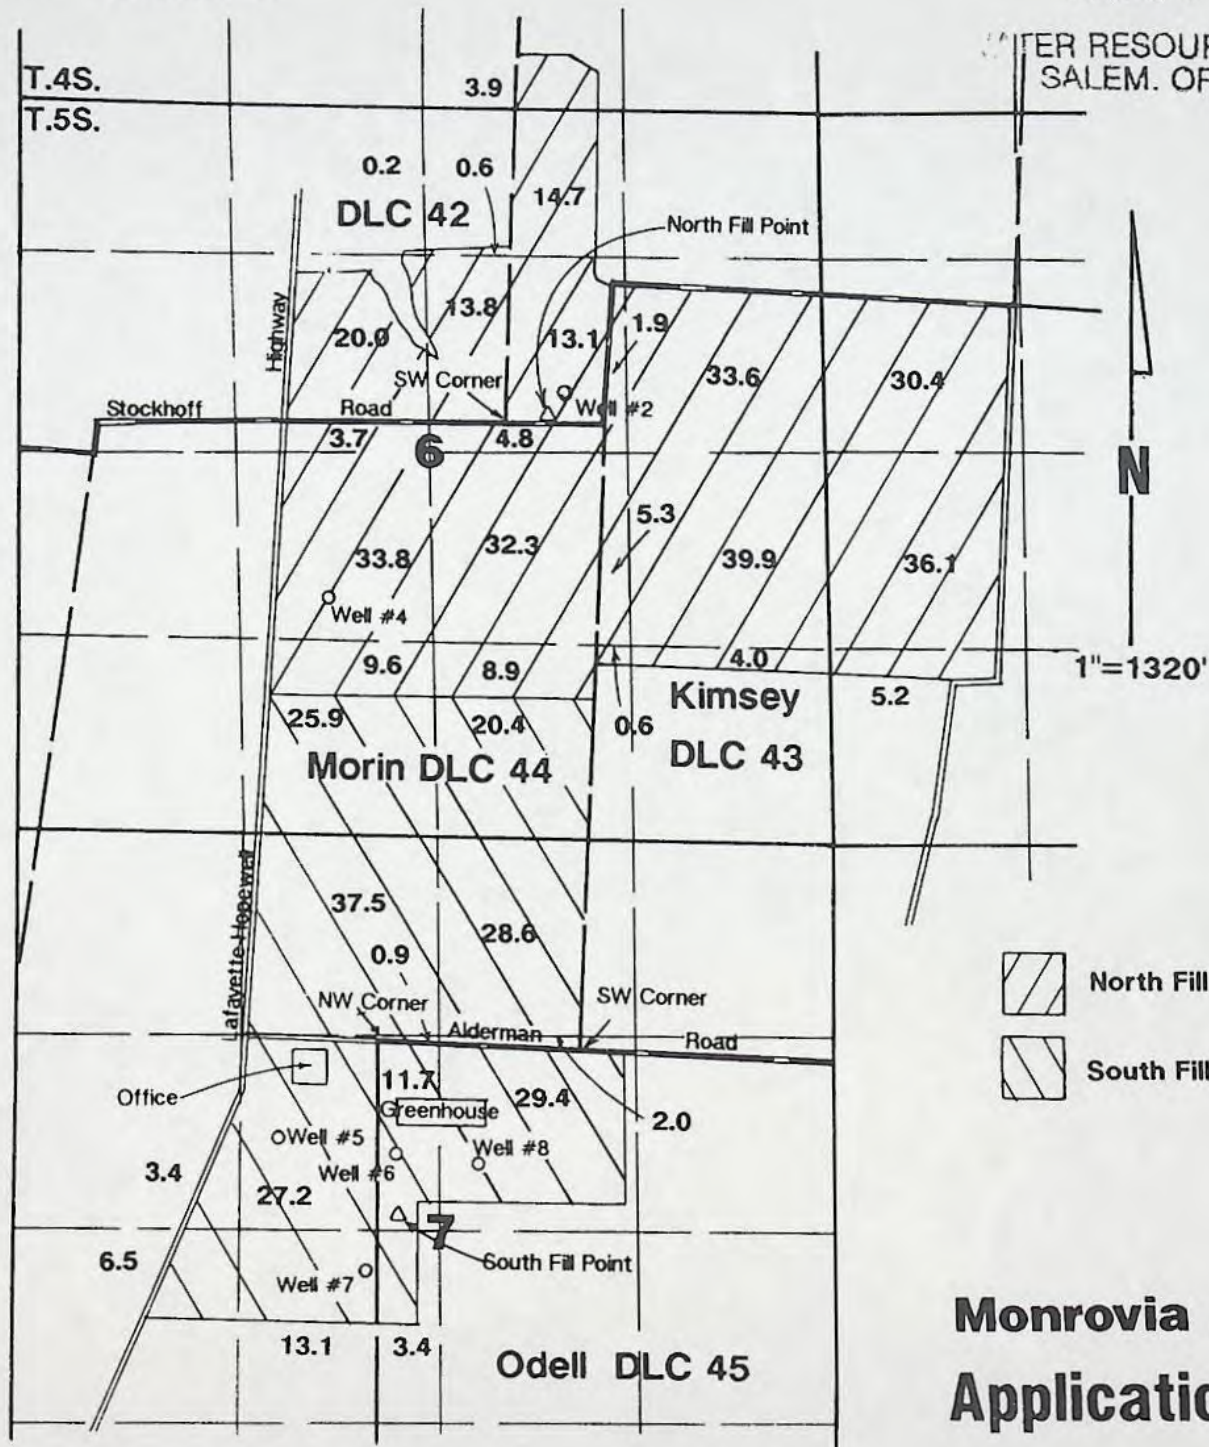 TER RESOUR
SALEM. OF
T.4S.
3.9
T.5S.
0.2
0.6
DLC 42
14.7
North Fill Point
Highway
20.0
13.8
13.1
1.9
33.6
30.4
SW Corner
Stockhoff
Road
Well #2
3.7
6
4.8
N
5.3
33.8
32.3
39.9
36.1
Well #4
9.6
8.9
4.0
1"=1320'
Kimsey
5.2
25.9
20.4
0.6
Morin DLC 44
DLC 43
Lafayette-Hopewell
37.5
28.6
0.9
North Fill
NW Corner
SW Corner
Alderman
Road
South Fill
Office
11.7
29.4
Greenhouse
2.0
Well #5
Well #8
Well #6
3.4
27.2
7
6.5
South Fill Point
Well #7
13.1
3.4
Odell DLC 45
Monrovia
Applicatio